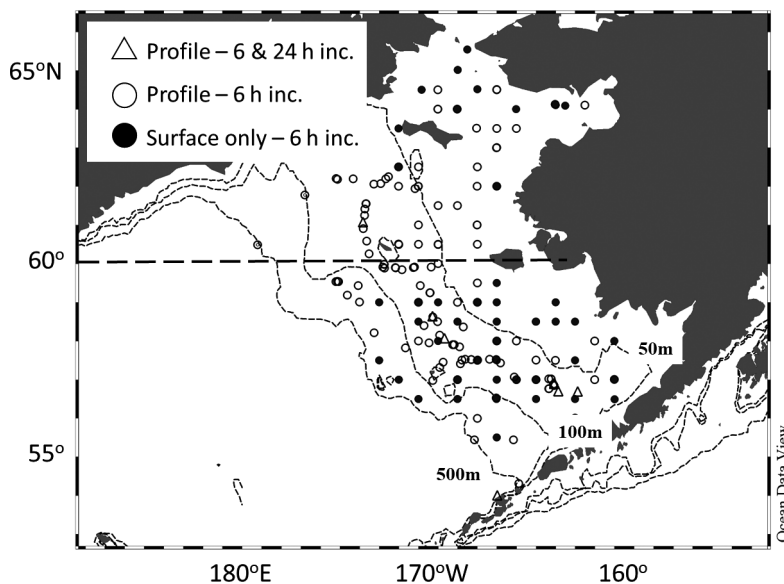 Profile – 6 & 24 h inc.
65°N
Profile – 6 h inc.
Surface only – 6 h inc.
60°
50m
100m
55°
500m
Ocean Data View
180°E
170°W
160°